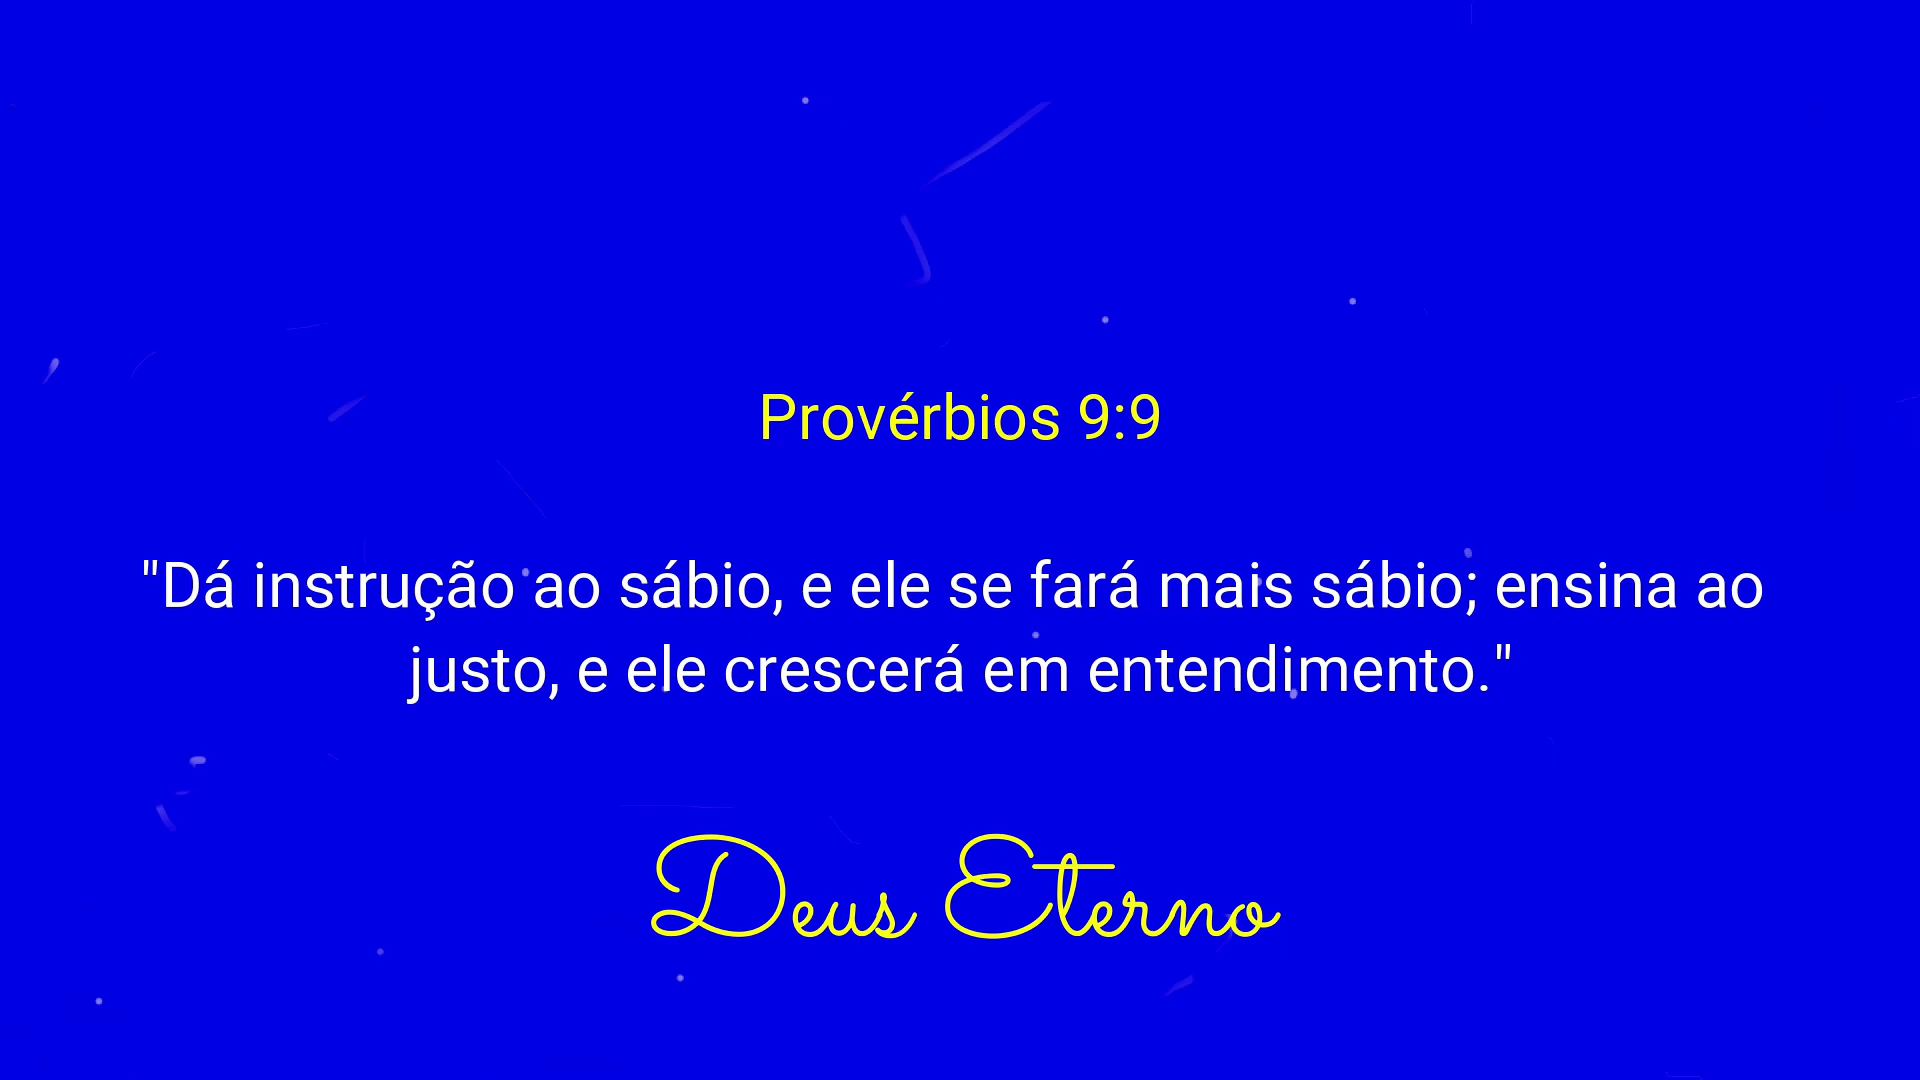 Provérbios 9:9
"Dá instrução ao sábio, e ele se fará mais sábio; ensina ao
justo, e ele crescerá em entendimento."
Deus Eterno